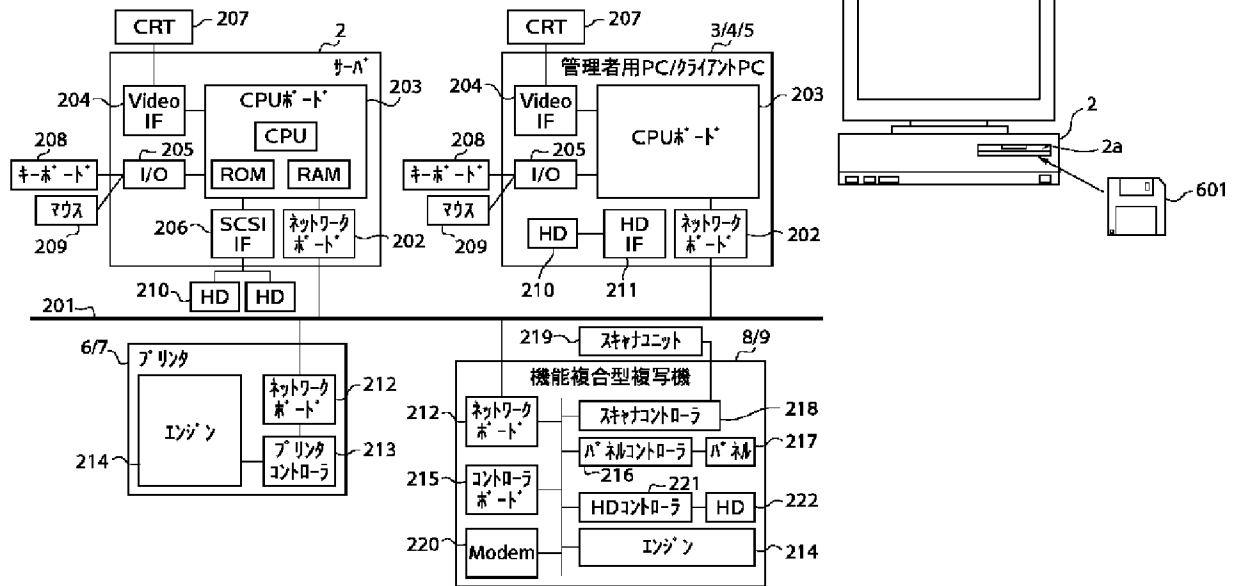 CRT
207
2
サーバ
204
Video
IF
CPUボード
203
CPU
ROM
RAM
208
キーボード
205
I/O
マウス
209
206
SCSI
IF
ネットワーク
ボード
202
210
HD
HD
CRT
207
3/4/5
管理者用PC/クライアントPC
204
Video
IF
CPUボード
203
208
キーボード
205
I/O
マウス
209
HD
210
HD
IF
211
ネットワーク
ボード
202
2
2a
601
201
6/7
プリンタ
エンジン
214
ネットワーク
ボード
212
プリンタ
コントローラ
213
219
スキャナユニット
8/9
機能複合型複写機
212
ネットワーク
ボード
スキャナコントローラ
218
パネルコントローラ
216
パネル
217
215
コントローラ
ボード
221
HDコントローラ
HD
222
220
Modem
エンジン
214